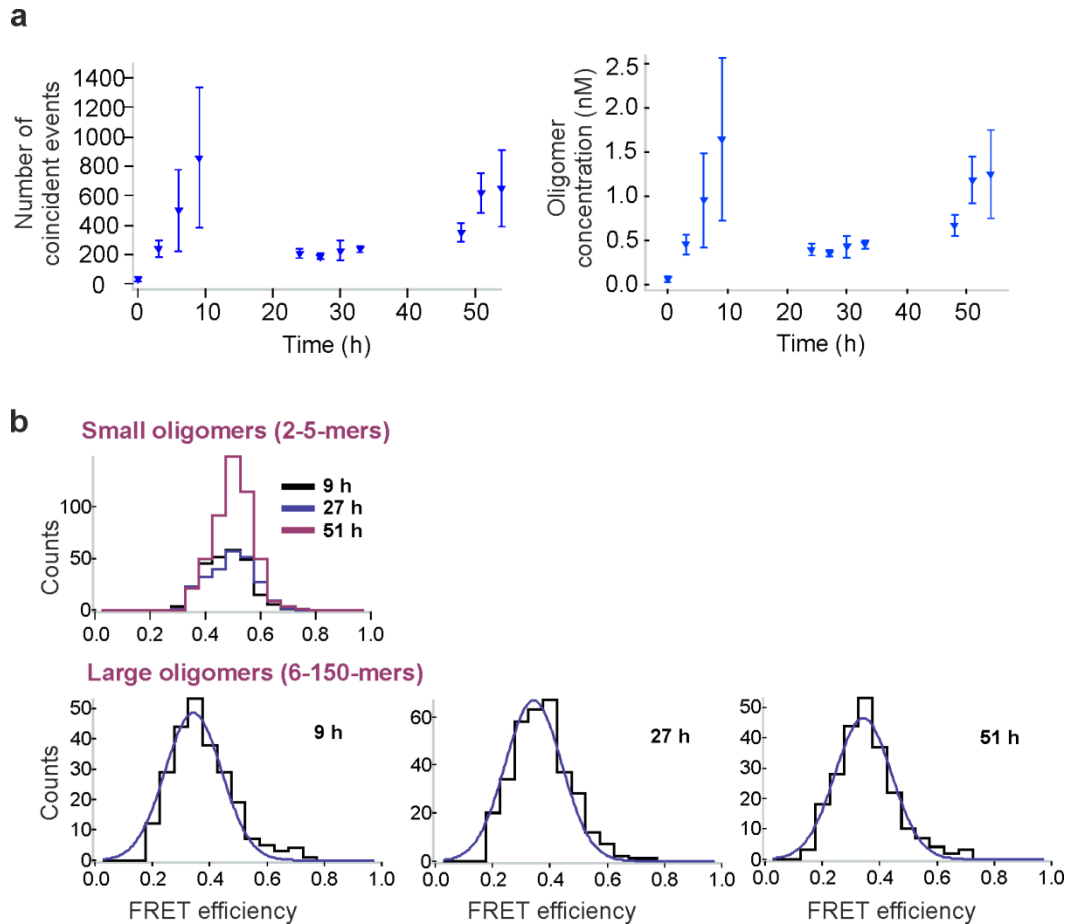 a
Number of
coincident events
1400
1200
1000
800
600
400
200
0
0 10 20 30 40 50
Time (h)
Oligomer
concentration (nM)
2.5
2.0
1.5
1.0
0.5
0.0
0 10 20 30 40 50
Time (h)
b
Small oligomers (2-5-mers)
Counts
100
50
0
9 h
27 h
51 h
0.0 0.2 0.4 0.6 0.8 1.0
Large oligomers (6-150-mers)
Counts
50
40
30
20
10
0
9 h
0.0 0.2 0.4 0.6 0.8 1.0
FRET efficiency
60
40
20
0
27 h
0.0 0.2 0.4 0.6 0.8 1.0
FRET efficiency
50
40
30
20
10
0
51 h
0.0 0.2 0.4 0.6 0.8 1.0
FRET efficiency